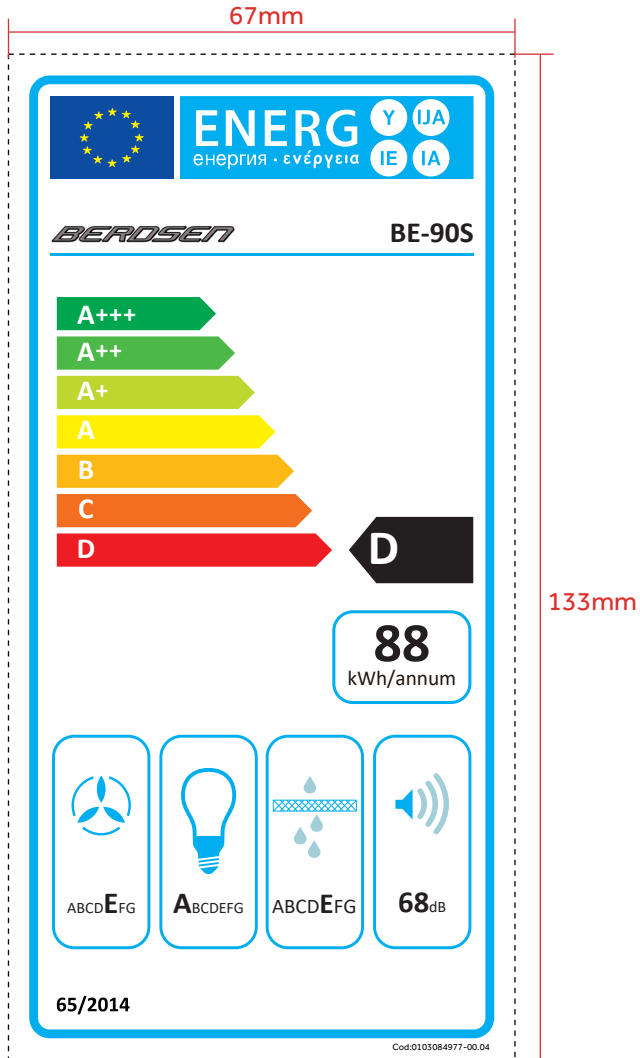 67mm
ENERG Y IJA
енергия · ενέργεια IE IA
BERDSEN BE-90S
A+++
A++
A+
A
B
C
D D
133mm
88
kWh/annum
ABCDEFG ABCDEFG ABCDEFG 68dB
65/2014
Cod:0103084977-00.04